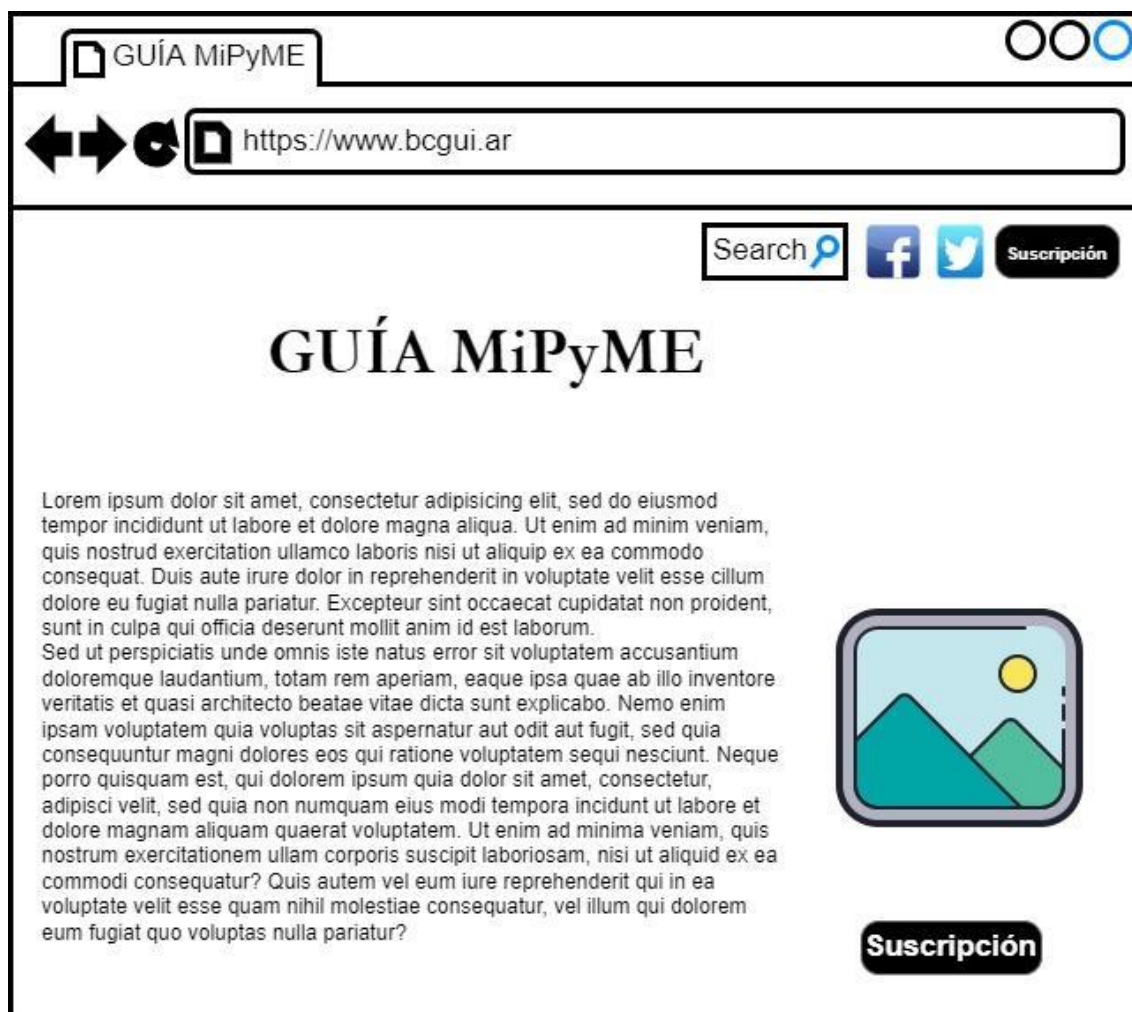 GUÍA MiPyME
https://www.bcgui.ar
Search
Suscripción
GUÍA MiPyME
Lorem ipsum dolor sit amet, consectetur adipisicing elit, sed do eiusmod
tempor incididunt ut labore et dolore magna aliqua. Ut enim ad minim veniam,
quis nostrud exercitation ullamco laboris nisi ut aliquip ex ea commodo
consequat. Duis aute irure dolor in reprehenderit in voluptate velit esse cillum
dolore eu fugiat nulla pariatur. Excepteur sint occaecat cupidatat non proident,
sunt in culpa qui officia deserunt mollit anim id est laborum.
Sed ut perspiciatis unde omnis iste natus error sit voluptatem accusantium
doloremque laudantium, totam rem aperiam, eaque ipsa quae ab illo inventore
veritatis et quasi architecto beatae vitae dicta sunt explicabo. Nemo enim
ipsam voluptatem quia voluptas sit aspernatur aut odit aut fugit, sed quia
consequuntur magni dolores eos qui ratione voluptatem sequi nesciunt. Neque
porro quisquam est, qui dolorem ipsum quia dolor sit amet, consectetur,
adipisci velit, sed quia non numquam eius modi tempora incidunt ut labore et
dolore magnam aliquam quaerat voluptatem. Ut enim ad minima veniam, quis
nostrum exercitationem ullam corporis suscipit laboriosam, nisi ut aliquid ex ea
commodi consequatur? Quis autem vel eum iure reprehenderit qui in ea
voluptate velit esse quam nihil molestiae consequatur, vel illum qui dolorem
eum fugiat quo voluptas nulla pariatur?
Suscripción